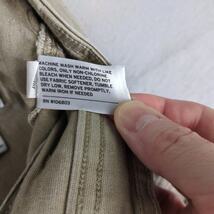 MACHINE WASH WARM WITH LIKE
COLORS, ONLY NON-CHLORINE
BLEACH WHEN NEEDED, DO NOT
USE FABRIC SOFTENER, TUMBLE
DRY LOW, REMOVE PROMPTLY,
WARM IRON IF NEEDED
RN #106803